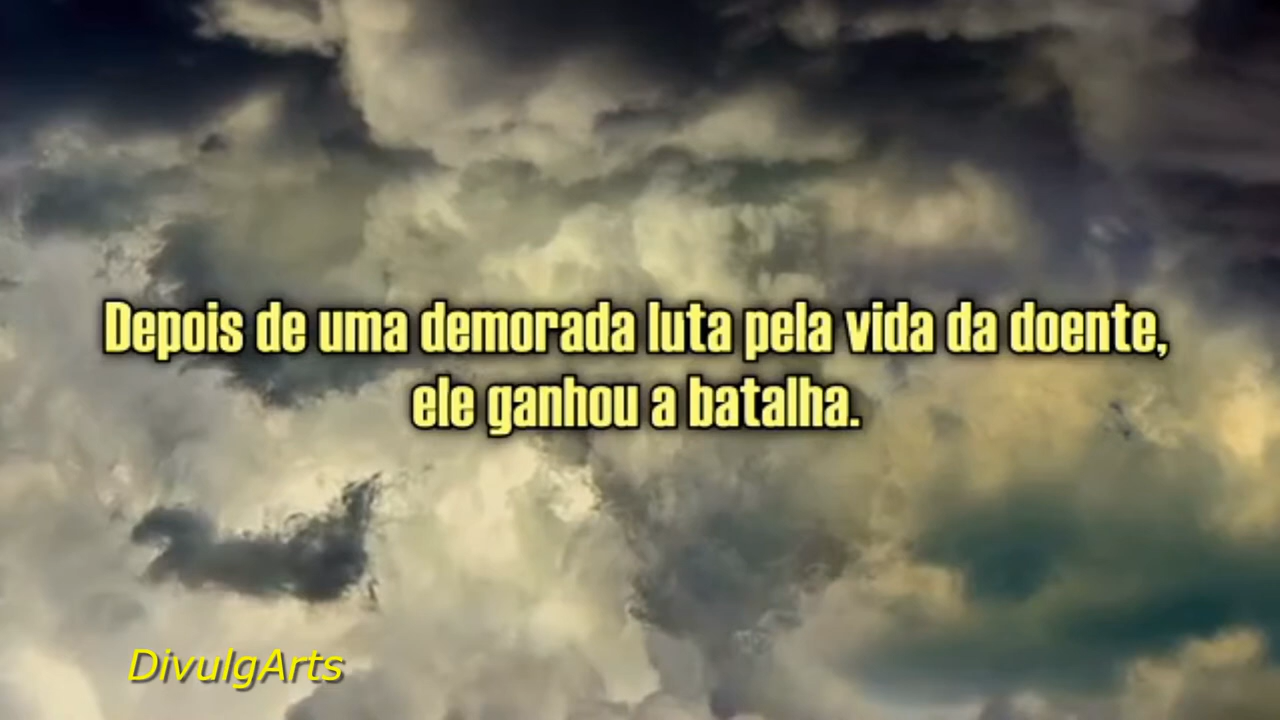 Depois de uma demorada luta pela vida da doente,
ele ganhou a batalha.
DivulgArts